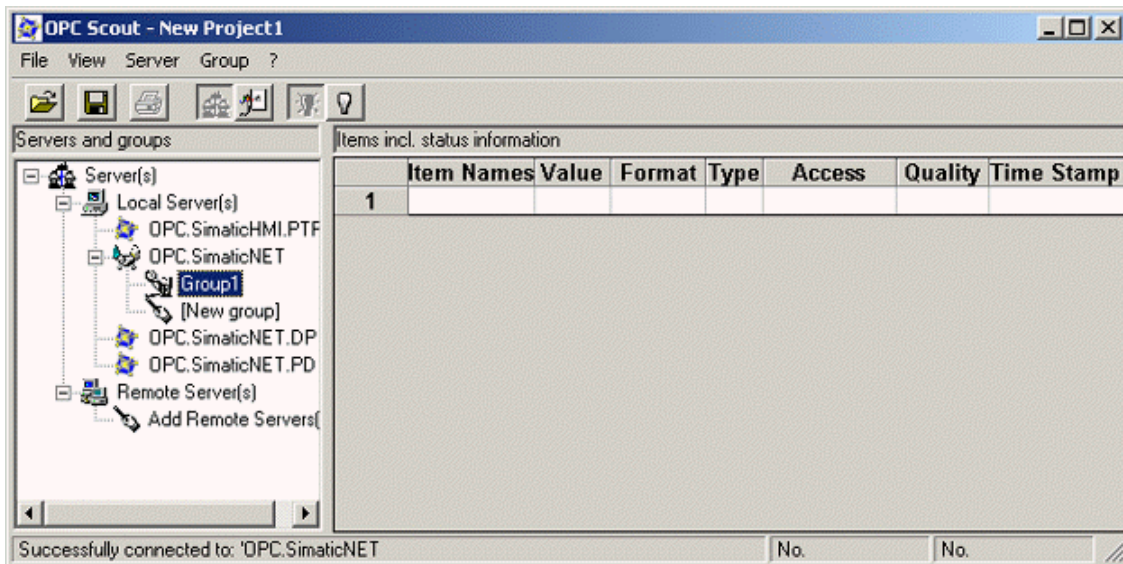 OPC Scout - New Project1
File View Server Group ?
Servers and groups
Items incl. status information
Item Names Value Format Type Access Quality Time Stamp
1
Server(s)
Local Server(s)
OPC.SimaticHMI.PTF
OPC.SimaticNET
Group1
[New group]
OPC.SimaticNET.DP
OPC.SimaticNET.PD
Remote Server(s)
Add Remote Servers(
Successfully connected to: 'OPC.SimaticNET
No.
No.